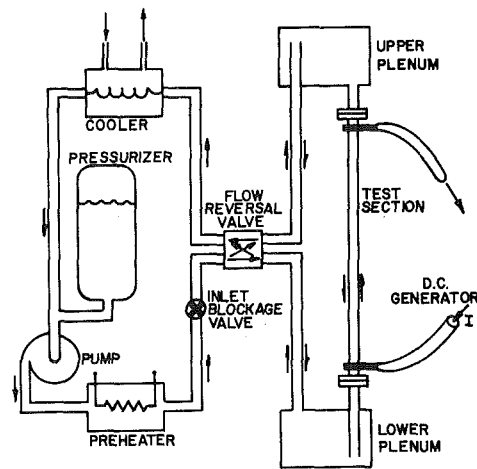 UPPER
PLENUM
COOLER
PRESSURIZER
FLOW
REVERSAL
VALVE
TEST
SECTION
D.C.
GENERATOR
I
INLET
BLOCKAGE
VALVE
PUMP
PREHEATER
LOWER
PLENUM